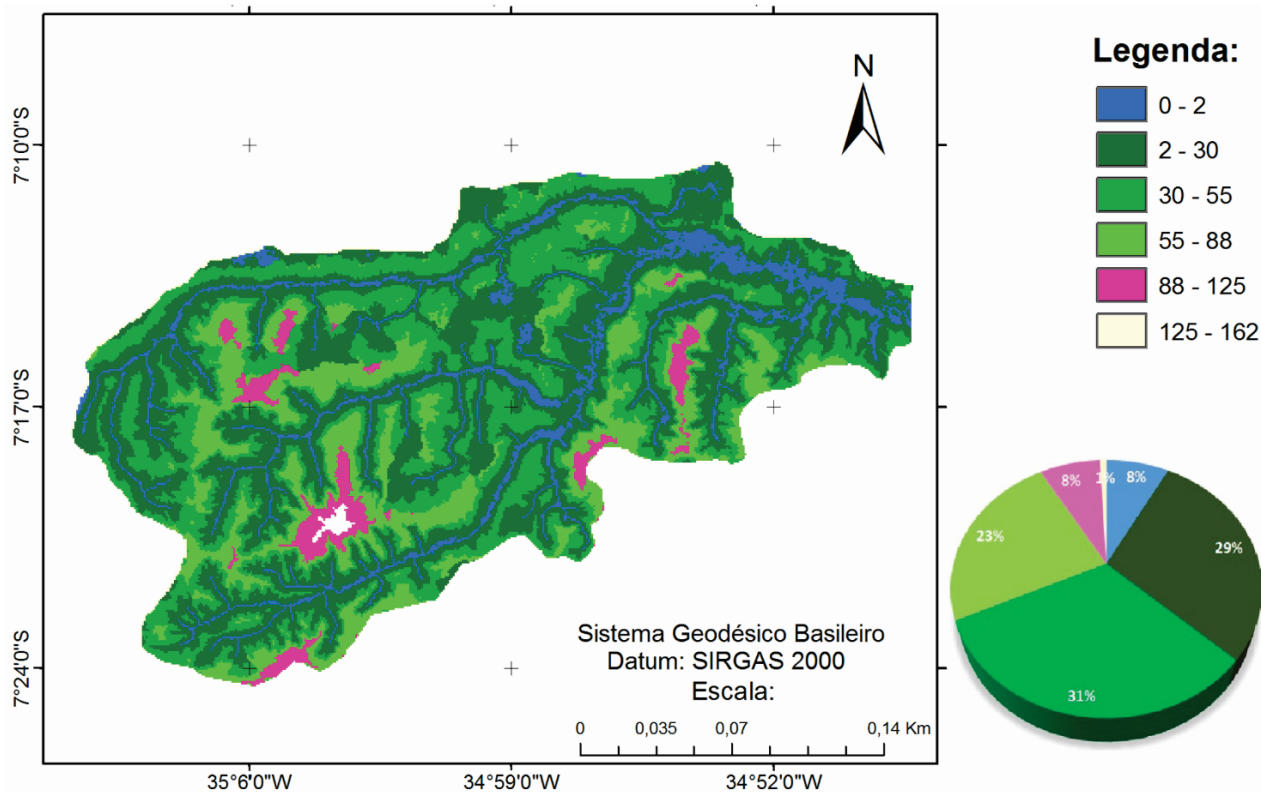 Legenda:
N
0 - 2
2 - 30
30 - 55
55 - 88
88 - 125
125 - 162
7°10'0"S
7°17'0"S
7°24'0"S
8%
1%
8%
23%
29%
31%
Sistema Geodésico Basileiro
Datum: SIRGAS 2000
Escala:
0 0,035 0,07 0,14 Km
35°6'0"W 34°59'0"W 34°52'0"W